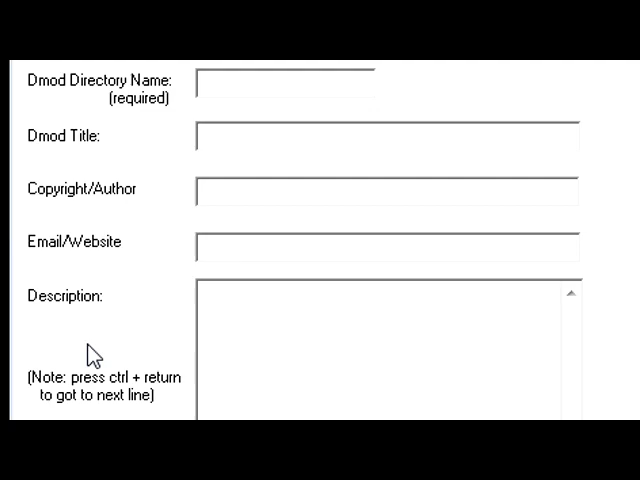 Dmod Directory Name:
(required)
Dmod Title:
Copyright/Author
Email/Website
Description:
(Note: press ctrl + return
to got to next line)